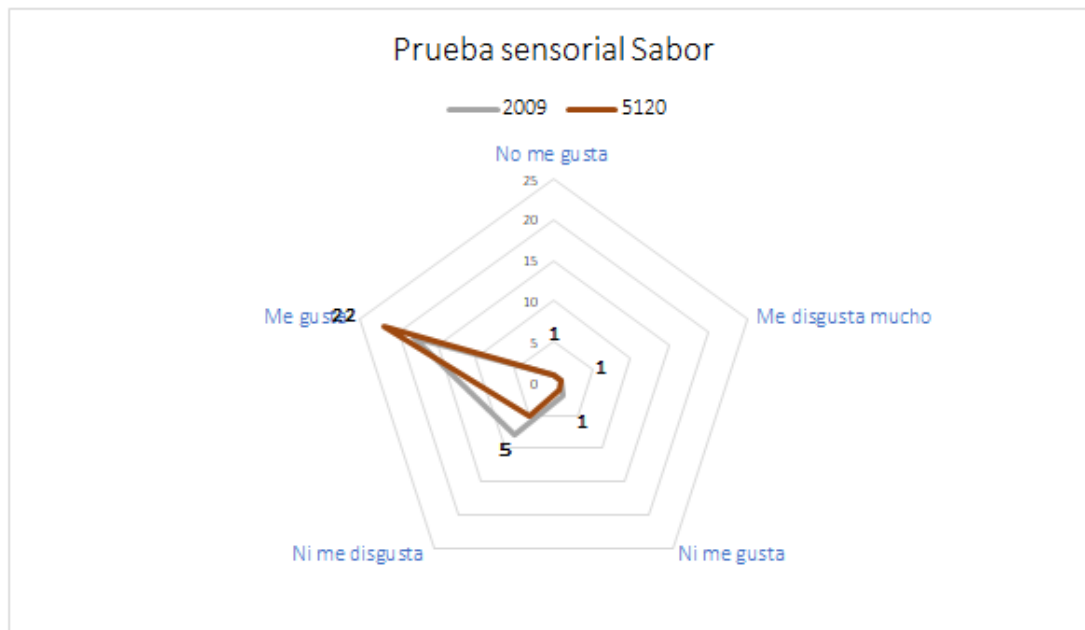 Prueba sensorial Sabor
2009 5120
No me gusta
25
20
15
10
5
0
1
1
1
5
22
Me disgusta mucho
Ni me gusta
Ni me disgusta
Me gusta